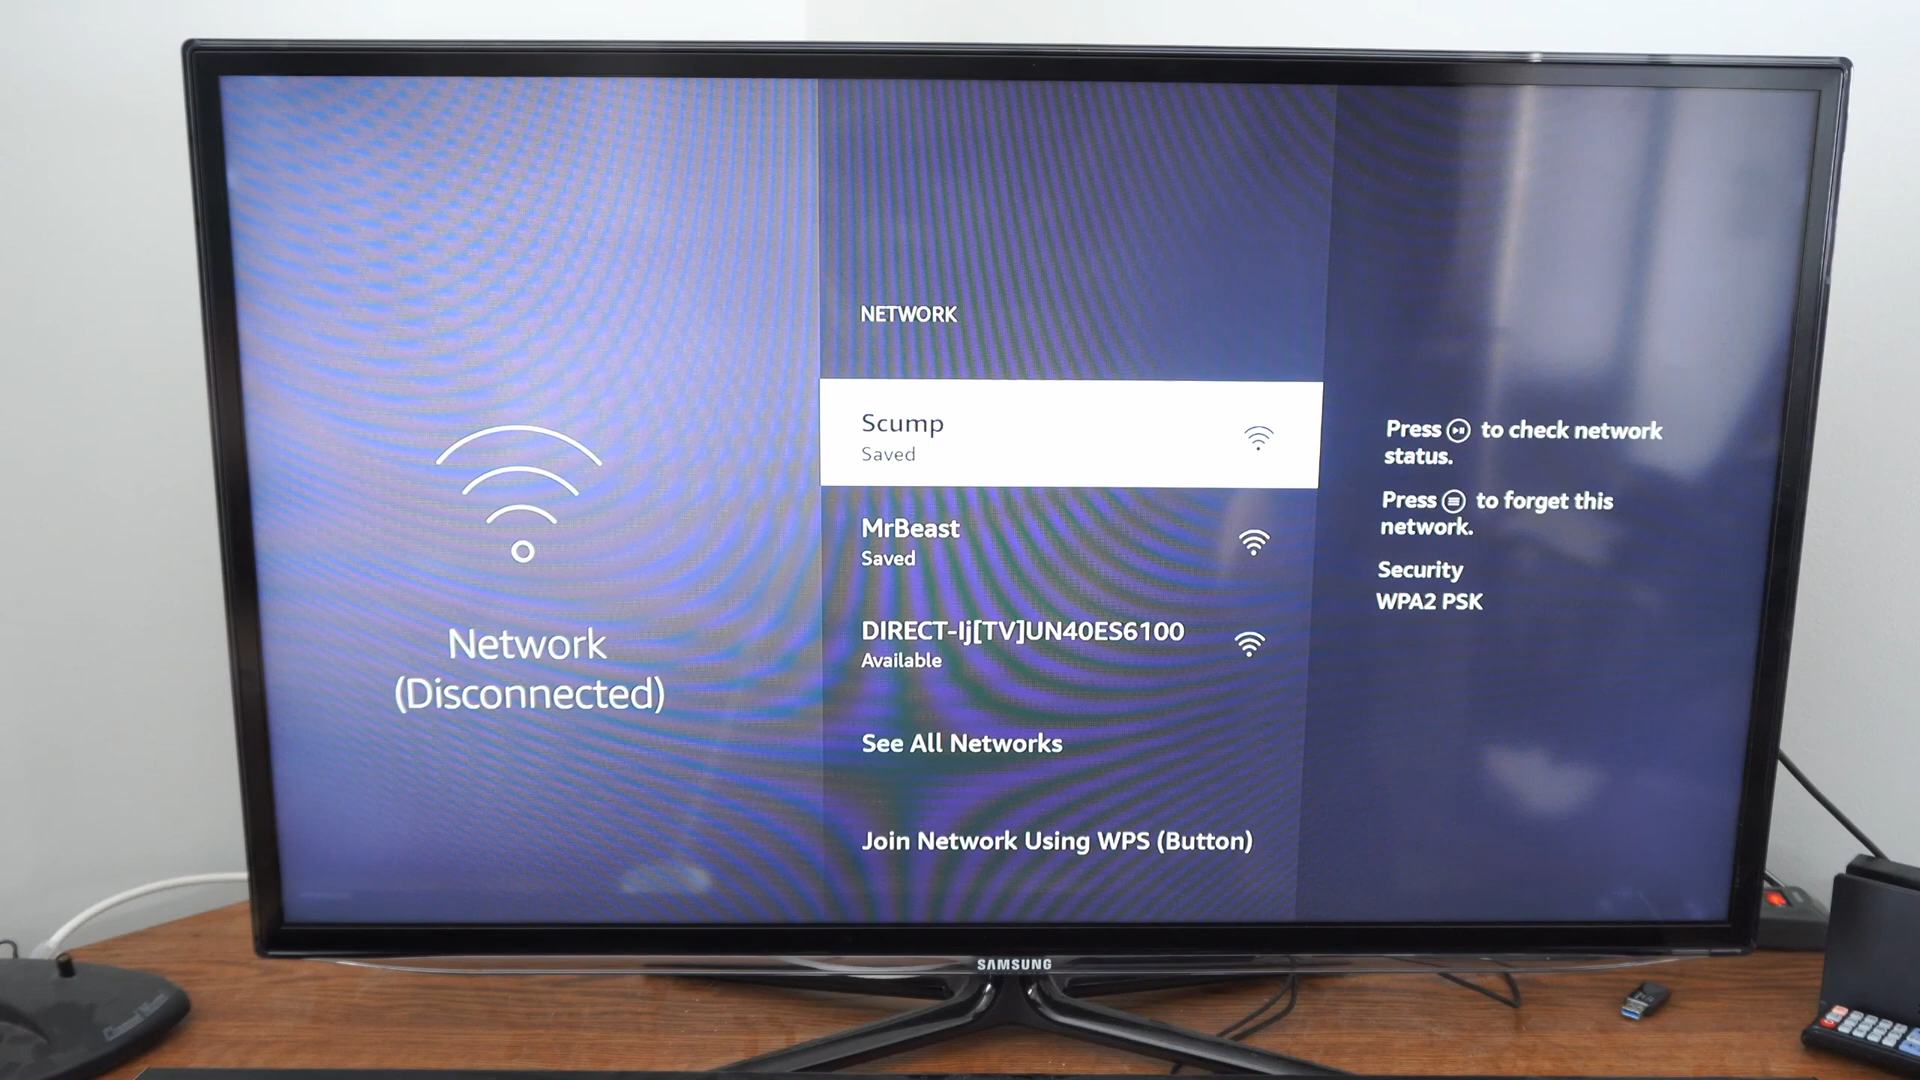 NETWORK
Scump
Saved
MrBeast
Saved
DIRECT-Ij[TV]UN40ES6100
Available
See All Networks
Join Network Using WPS (Button)
Network
(Disconnected)
Press to check network
status.
Press to forget this
network.
Security
WPA2 PSK
SAMSUNG